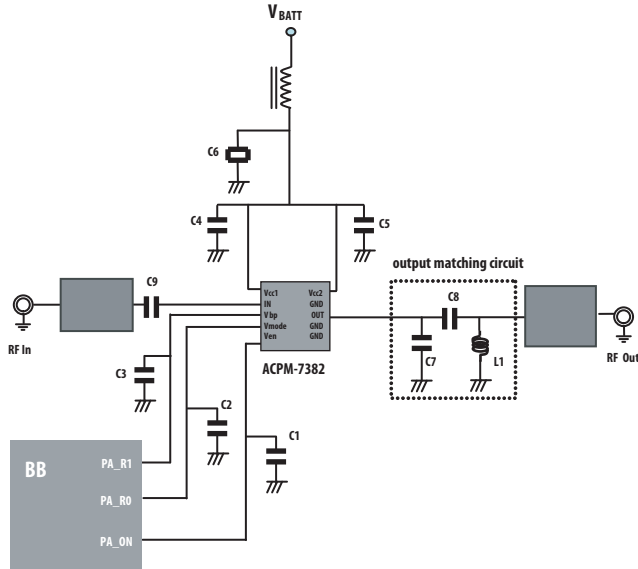 VBATT
C6
C4
C5
output matching circuit
C9
C8
Vcc1
Vcc2
IN
GND
Vbp
OUT
Vmode
GND
Ven
GND
RF In
RF Out
C7
L1
ACPM-7382
C3
C2
C1
BB
PA_R1
PA_R0
PA_ON